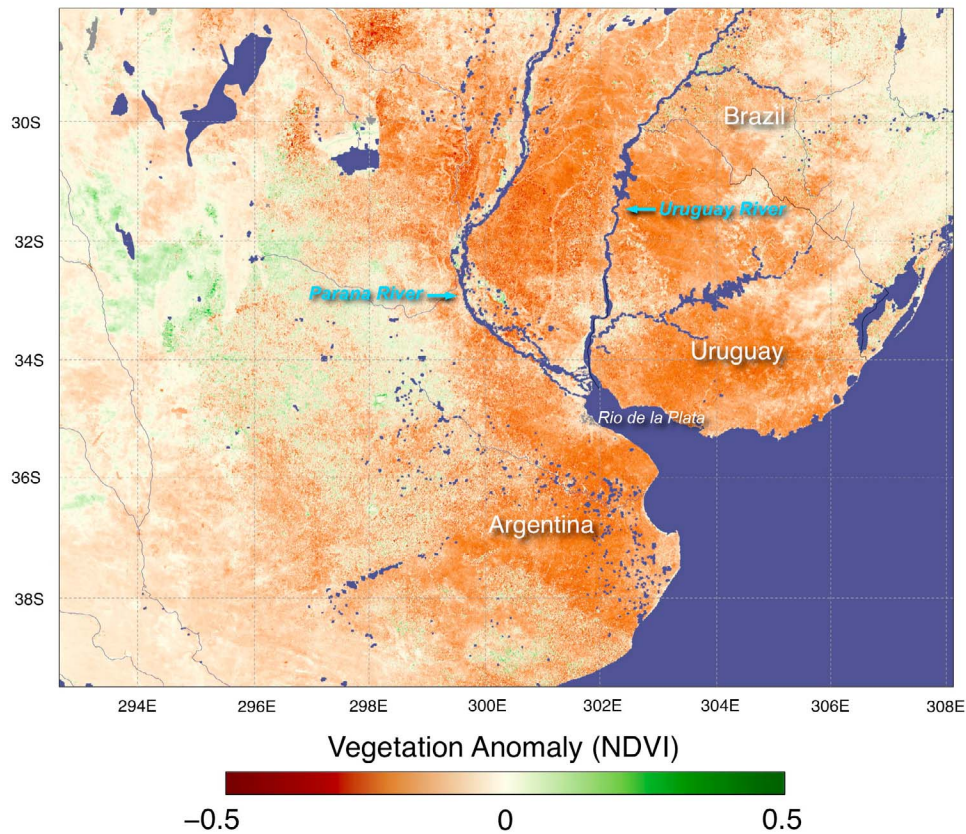 30S
Brazil
Uruguay River
32S
Parana River
34S
Uruguay
Rio de la Plata
36S
Argentina
38S
294E 296E 298E 300E 302E 304E 306E 308E
Vegetation Anomaly (NDVI)
−0.5 0 0.5